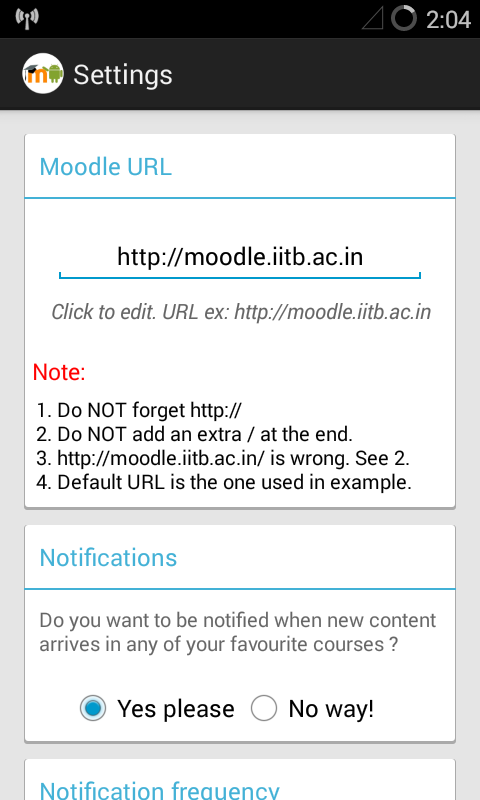 2:04
Settings
Moodle URL
http://moodle.iitb.ac.in
Click to edit. URL ex: http://moodle.iitb.ac.in
Note:
1. Do NOT forget http://
2. Do NOT add an extra / at the end.
3. http://moodle.iitb.ac.in/ is wrong. See 2.
4. Default URL is the one used in example.
Notifications
Do you want to be notified when new content
arrives in any of your favourite courses ?
Yes please No way!
Notification frequency